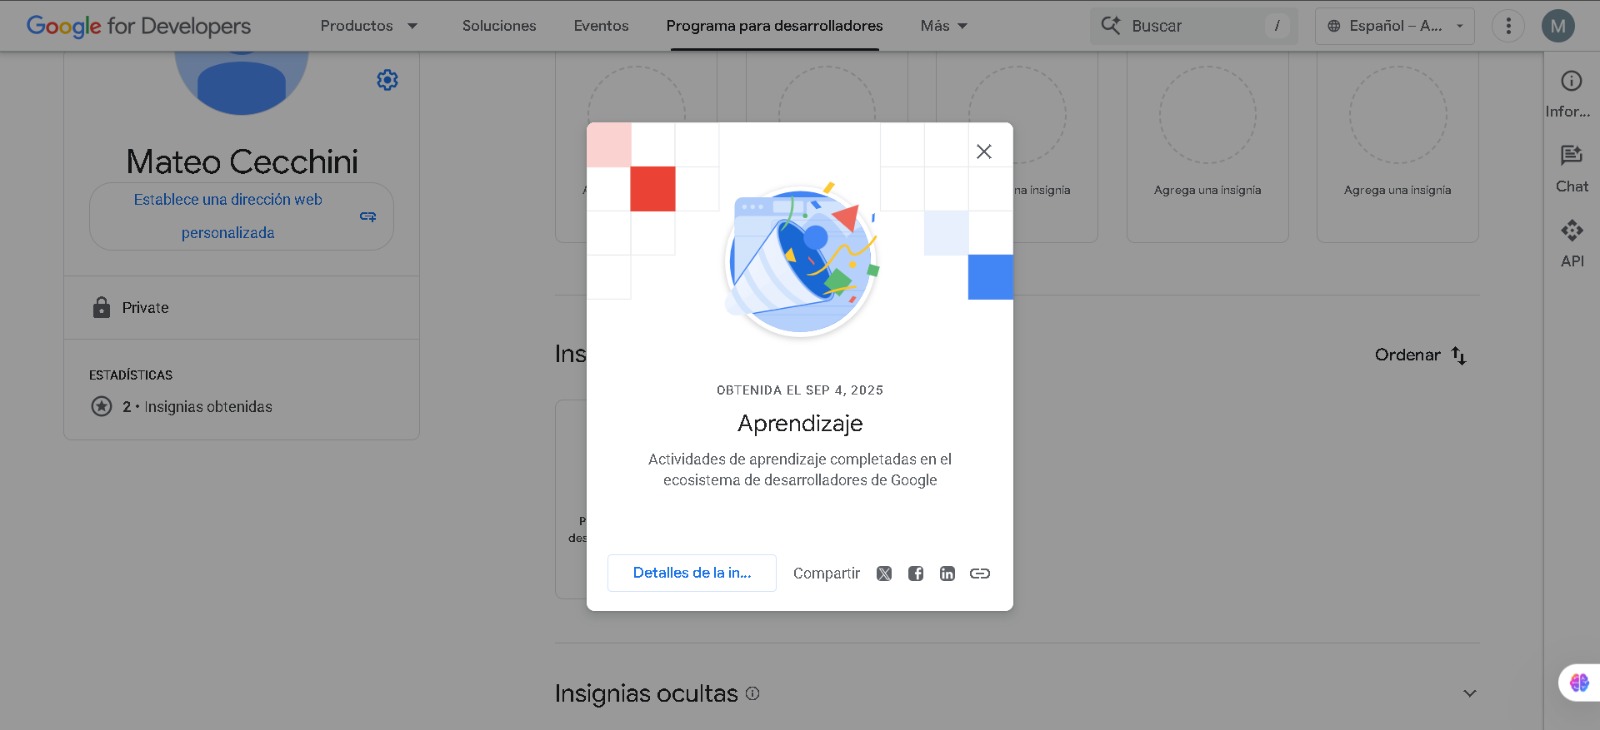 Google for Developers
Productos
Soluciones
Eventos
Programa para desarrolladores
Más
Buscar
/
Español – A...
M
Mateo Cecchini
Establece una dirección web
personalizada
Private
ESTADÍSTICAS
2 • Insignias obtenidas
na insignia
Agrega una insignia
Agrega una insignia
Ins
Ordenar
OBTENIDA EL SEP 4, 2025
Aprendizaje
Actividades de aprendizaje completadas en el
ecosistema de desarrolladores de Google
P
des
Detalles de la in...
Compartir
Insignias ocultas
Infor...
Chat
API